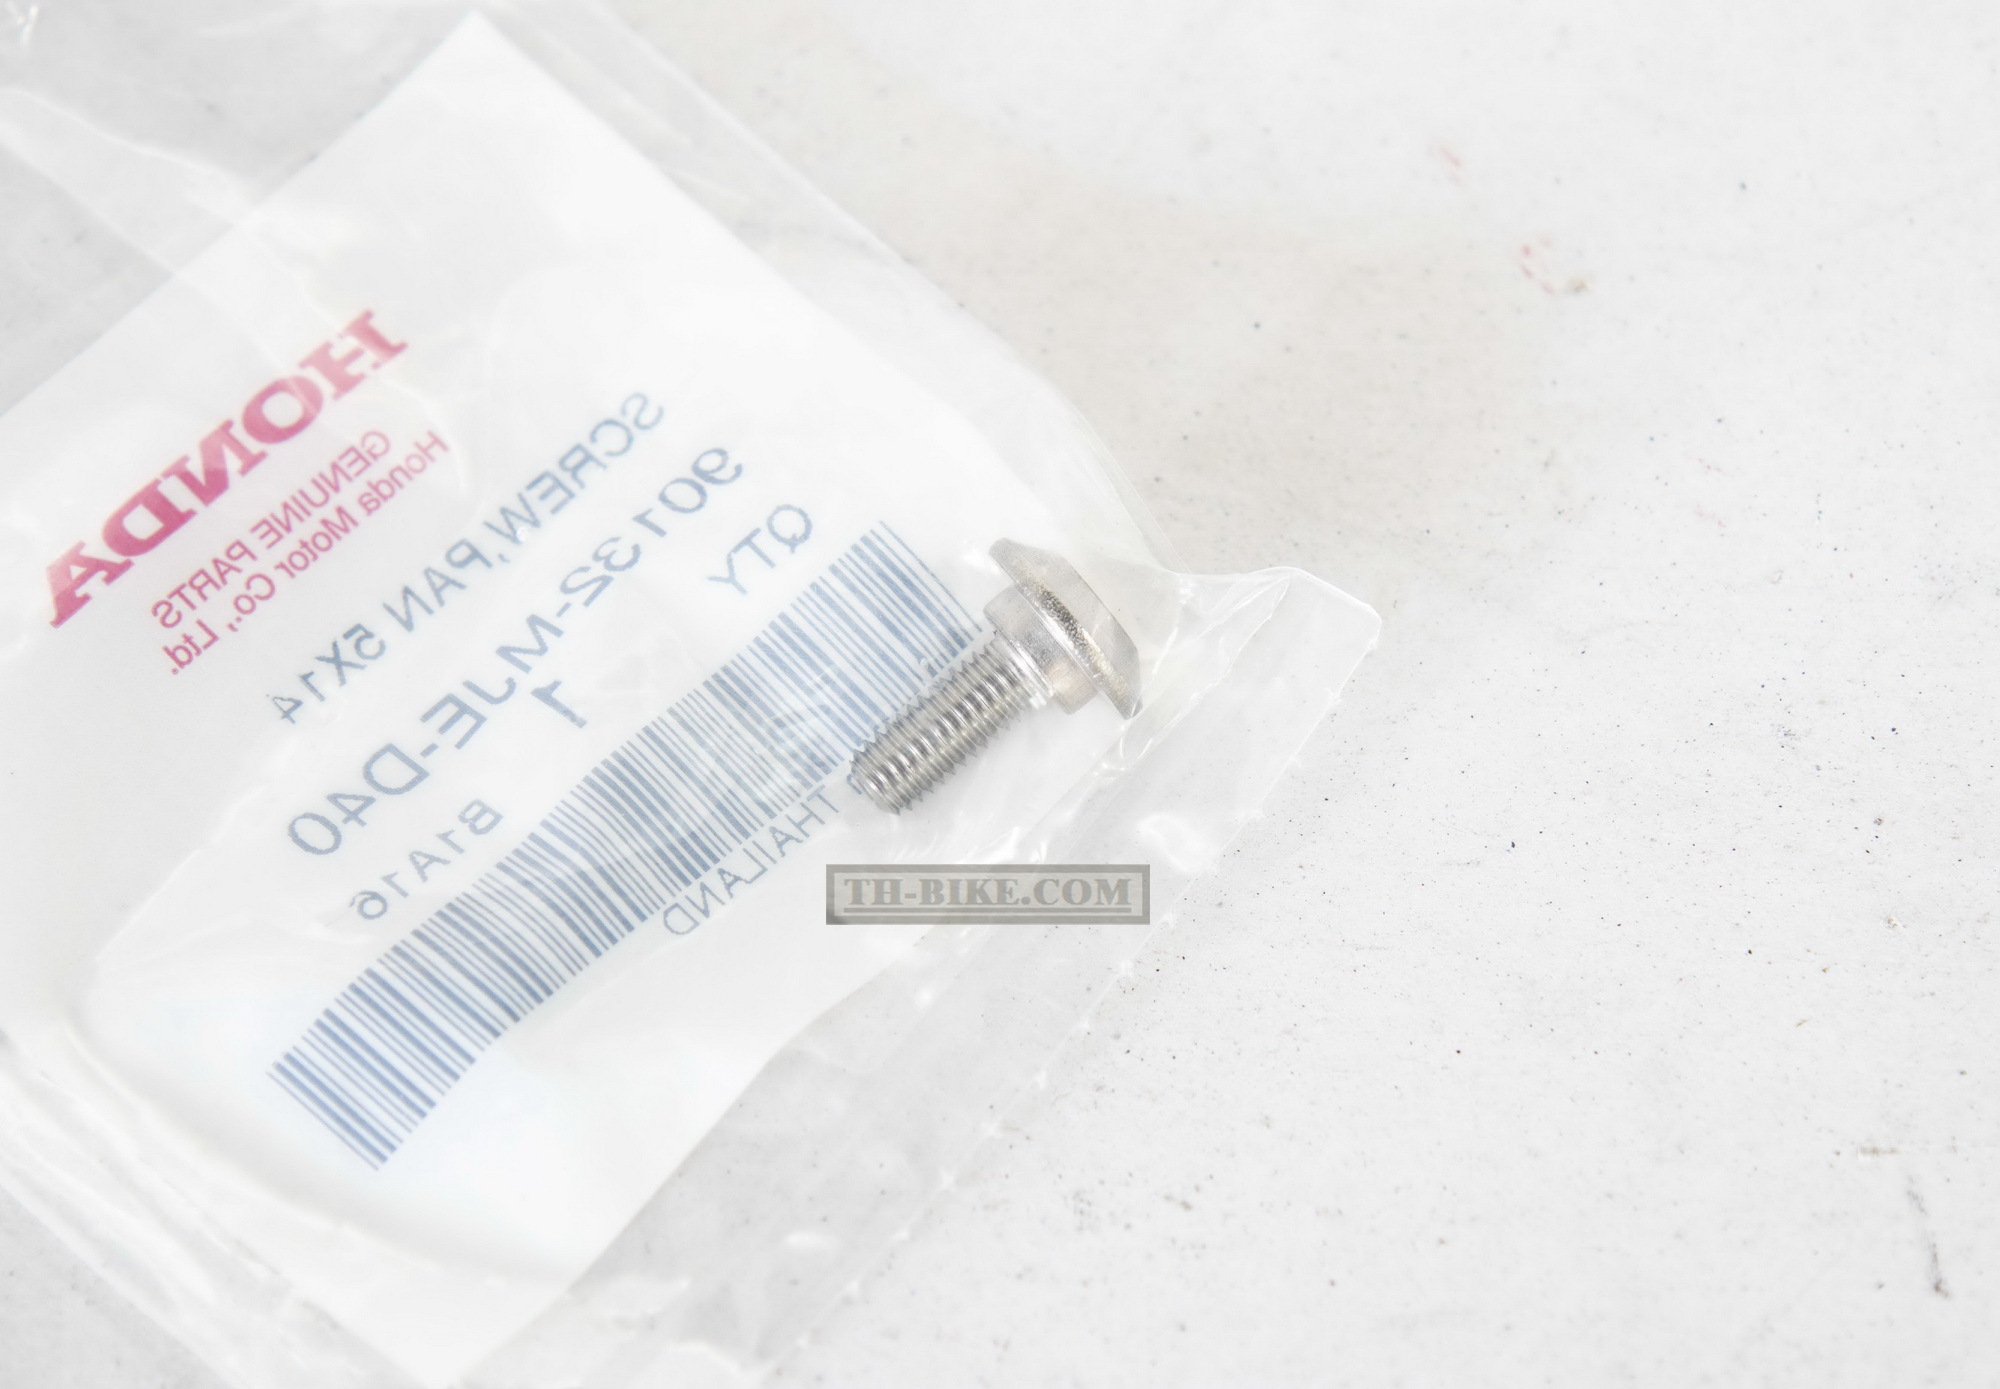 HONDA
GENUINE PARTS
Honda Motor Co., Ltd.
SCREW,PAN 5X14
90132-MJE-D40
QTY 1
B1A16
THAILAND
TH-BIKE.COM